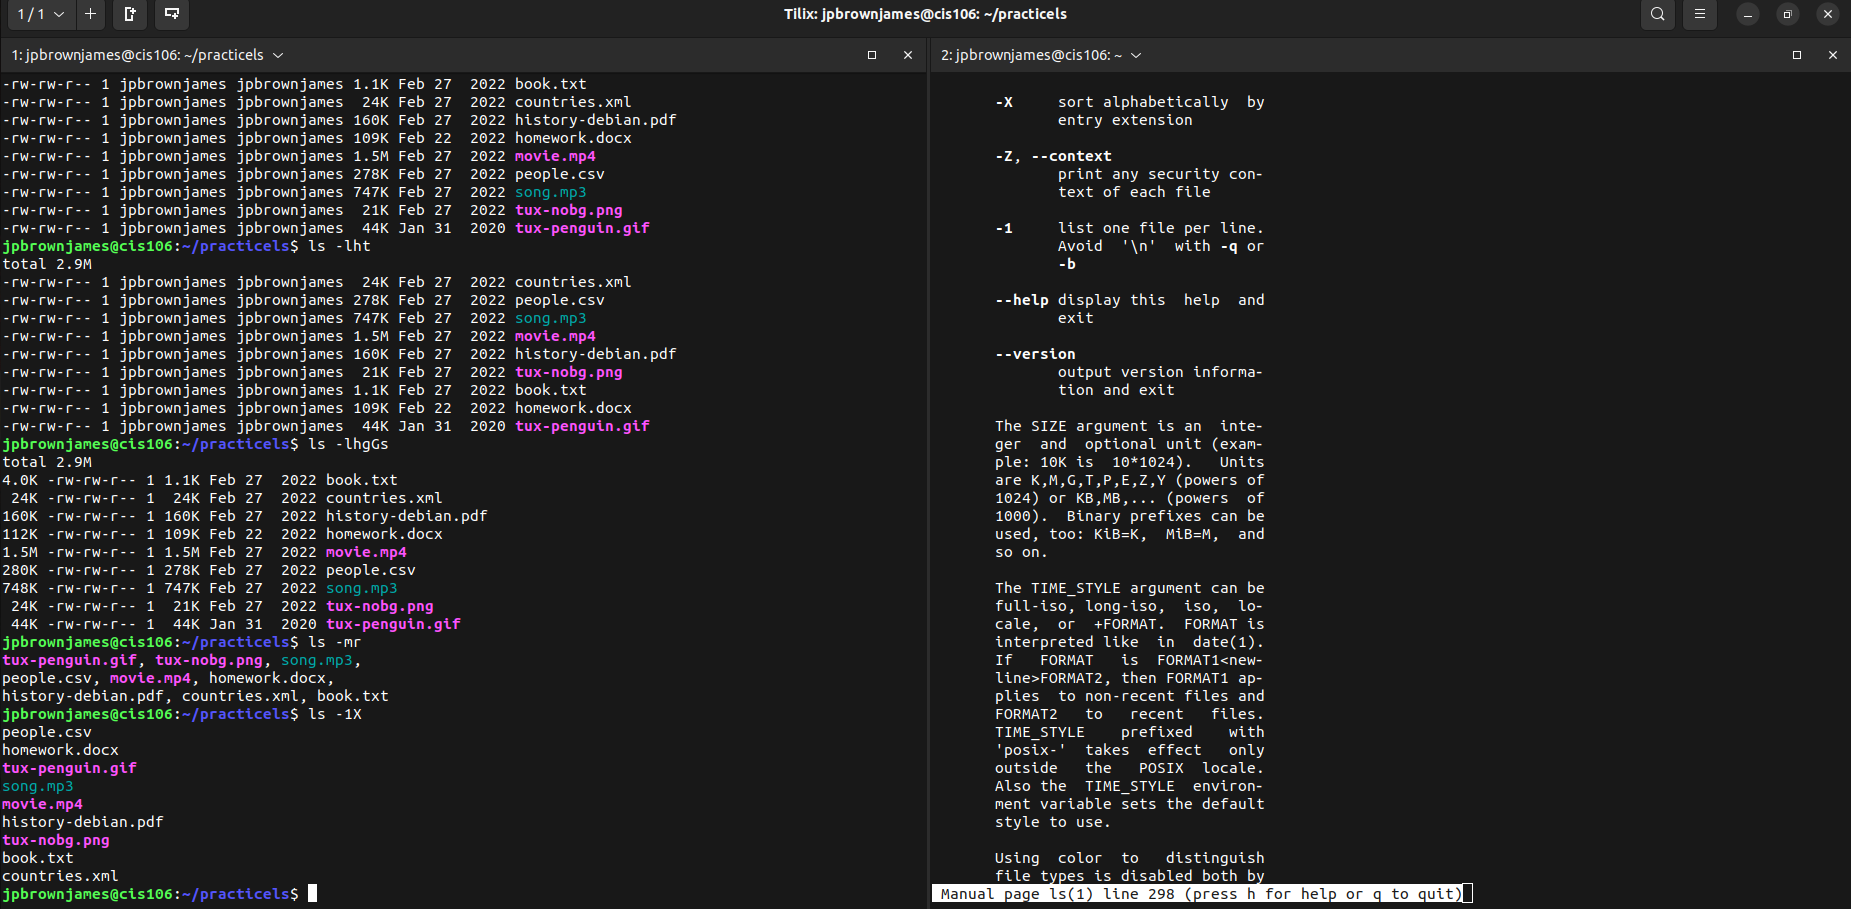 1 / 1
Tilix: jpbrownjames@cis106: ~/practicels
1: jpbrownjames@cis106: ~/practicels
-rw-rw-r-- 1 jpbrownjames jpbrownjames 1.1K Feb 27  2022 book.txt
-rw-rw-r-- 1 jpbrownjames jpbrownjames  24K Feb 27  2022 countries.xml
-rw-rw-r-- 1 jpbrownjames jpbrownjames 160K Feb 27  2022 history-debian.pdf
-rw-rw-r-- 1 jpbrownjames jpbrownjames 109K Feb 22  2022 homework.docx
-rw-rw-r-- 1 jpbrownjames jpbrownjames 1.5M Feb 27  2022 movie.mp4
-rw-rw-r-- 1 jpbrownjames jpbrownjames 278K Feb 27  2022 people.csv
-rw-rw-r-- 1 jpbrownjames jpbrownjames 747K Feb 27  2022 song.mp3
-rw-rw-r-- 1 jpbrownjames jpbrownjames  21K Feb 27  2022 tux-nobg.png
-rw-rw-r-- 1 jpbrownjames jpbrownjames  44K Jan 31  2020 tux-penguin.gif
jpbrownjames@cis106:~/practicels$ ls -lht
total 2.9M
-rw-rw-r-- 1 jpbrownjames jpbrownjames  24K Feb 27  2022 countries.xml
-rw-rw-r-- 1 jpbrownjames jpbrownjames 278K Feb 27  2022 people.csv
-rw-rw-r-- 1 jpbrownjames jpbrownjames 747K Feb 27  2022 song.mp3
-rw-rw-r-- 1 jpbrownjames jpbrownjames 1.5M Feb 27  2022 movie.mp4
-rw-rw-r-- 1 jpbrownjames jpbrownjames 160K Feb 27  2022 history-debian.pdf
-rw-rw-r-- 1 jpbrownjames jpbrownjames  21K Feb 27  2022 tux-nobg.png
-rw-rw-r-- 1 jpbrownjames jpbrownjames 1.1K Feb 27  2022 book.txt
-rw-rw-r-- 1 jpbrownjames jpbrownjames 109K Feb 22  2022 homework.docx
-rw-rw-r-- 1 jpbrownjames jpbrownjames  44K Jan 31  2020 tux-penguin.gif
jpbrownjames@cis106:~/practicels$ ls -lhgGs
total 2.9M
4.0K -rw-rw-r-- 1 1.1K Feb 27  2022 book.txt
 24K -rw-rw-r-- 1  24K Feb 27  2022 countries.xml
160K -rw-rw-r-- 1 160K Feb 27  2022 history-debian.pdf
112K -rw-rw-r-- 1 109K Feb 22  2022 homework.docx
1.5M -rw-rw-r-- 1 1.5M Feb 27  2022 movie.mp4
280K -rw-rw-r-- 1 278K Feb 27  2022 people.csv
748K -rw-rw-r-- 1 747K Feb 27  2022 song.mp3
 24K -rw-rw-r-- 1  21K Feb 27  2022 tux-nobg.png
 44K -rw-rw-r-- 1  44K Jan 31  2020 tux-penguin.gif
jpbrownjames@cis106:~/practicels$ ls -mr
tux-penguin.gif, tux-nobg.png, song.mp3,
people.csv, movie.mp4, homework.docx,
history-debian.pdf, countries.xml, book.txt
jpbrownjames@cis106:~/practicels$ ls -1X
people.csv
homework.docx
tux-penguin.gif
song.mp3
movie.mp4
history-debian.pdf
tux-nobg.png
book.txt
countries.xml
jpbrownjames@cis106:~/practicels$
2: jpbrownjames@cis106: ~
-X     sort alphabetically  by
entry extension
-Z, --context
print any security con-
text of each file
-1     list one file per line.
Avoid  '\n'  with -q or
-b
--help display this  help  and
exit
--version
output version informa-
tion and exit
The SIZE argument is an  inte-
ger  and  optional unit (exam-
ple: 10K is  10*1024).   Units
are K,M,G,T,P,E,Z,Y (powers of
1024) or KB,MB,... (powers  of
1000).  Binary prefixes can be
used, too: KiB=K,  MiB=M,  and
so on.
The TIME_STYLE argument can be
full-iso, long-iso,  iso,  lo-
cale,  or  +FORMAT.  FORMAT is
interpreted like  in  date(1).
If   FORMAT   is  FORMAT1<new-
line>FORMAT2, then FORMAT1 ap-
plies  to non-recent files and
FORMAT2   to   recent   files.
TIME_STYLE    prefixed    with
'posix-'  takes  effect   only
outside   the   POSIX  locale.
Also the  TIME_STYLE  environ-
ment variable sets the default
style to use.
Using  color  to   distinguish
file types is disabled both by
Manual page ls(1) line 298 (press h for help or q to quit)